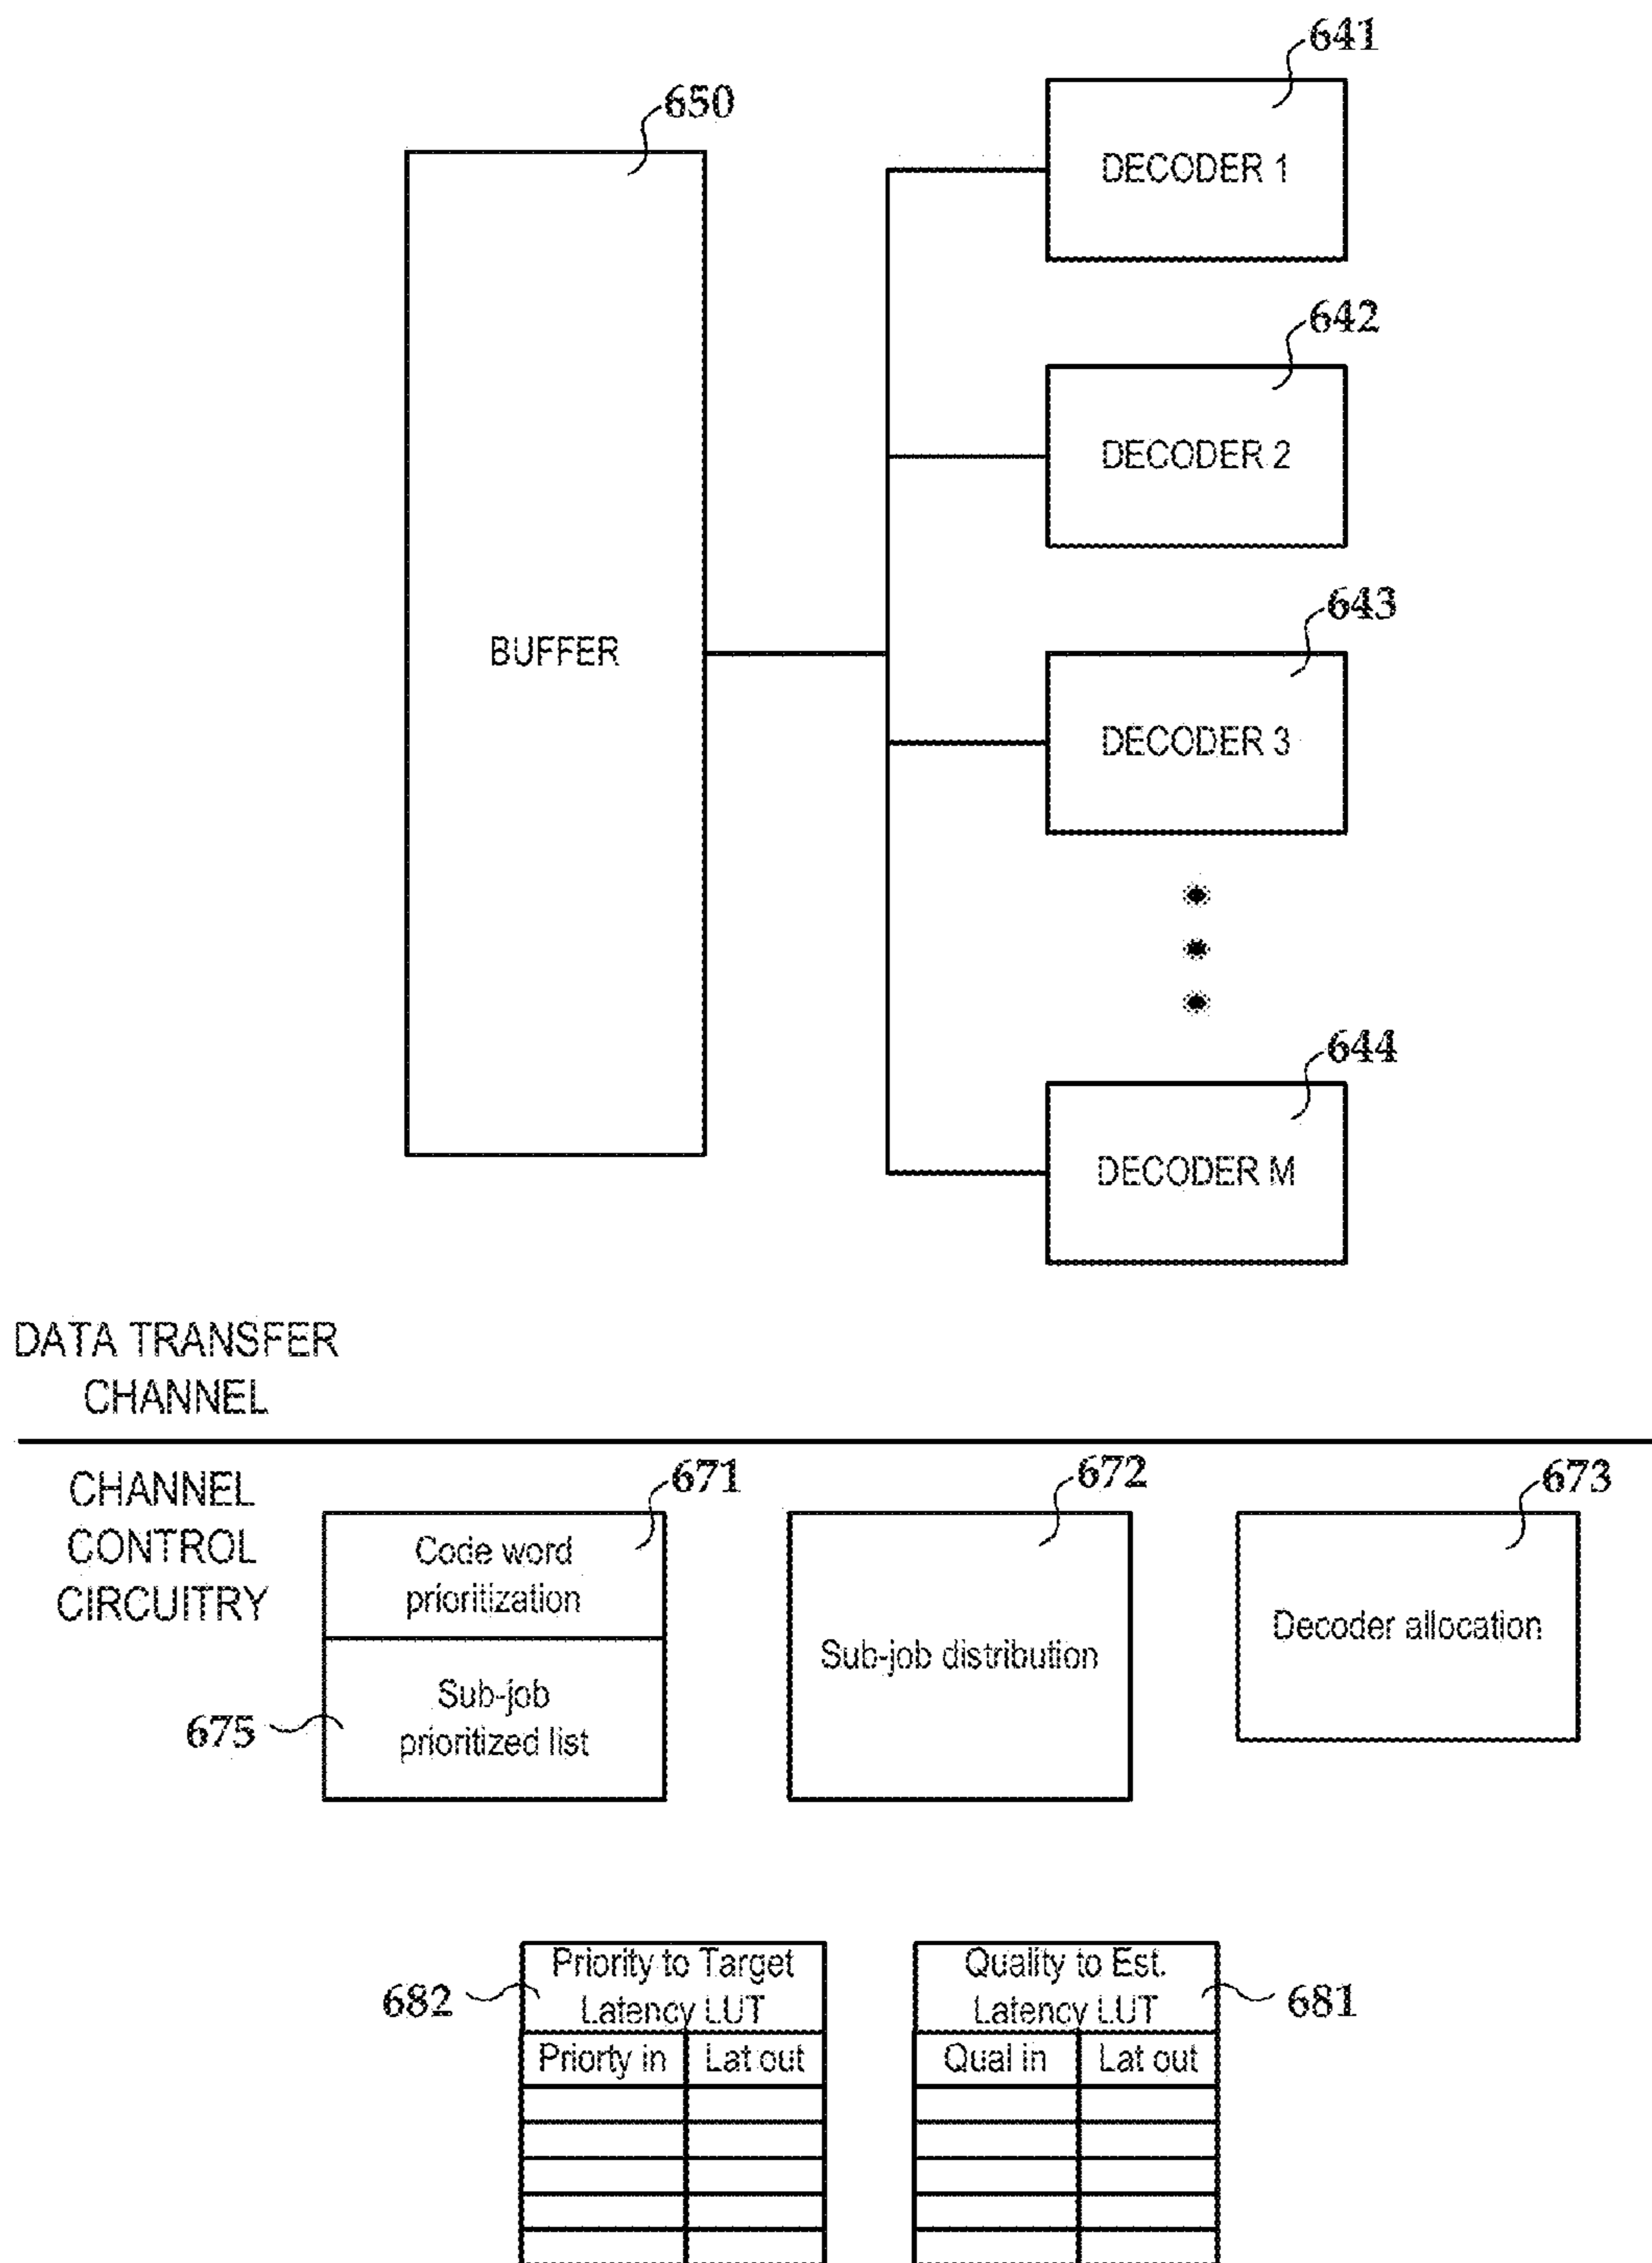 641
650
DECODER 1
642
DECODER 2
643
BUFFER
DECODER 3
644
DECODER M
DATA TRANSFER
CHANNEL
CHANNEL
CONTROL
CIRCUITRY
671
Code word
prioritization
675
Sub-job
prioritized list
672
Sub-job distribution
673
Decoder allocation
682
Priority to Target
Latency LUT
Priorty in
Lat out
Quality to Est.
Latency LUT
681
Qual in
Lat out